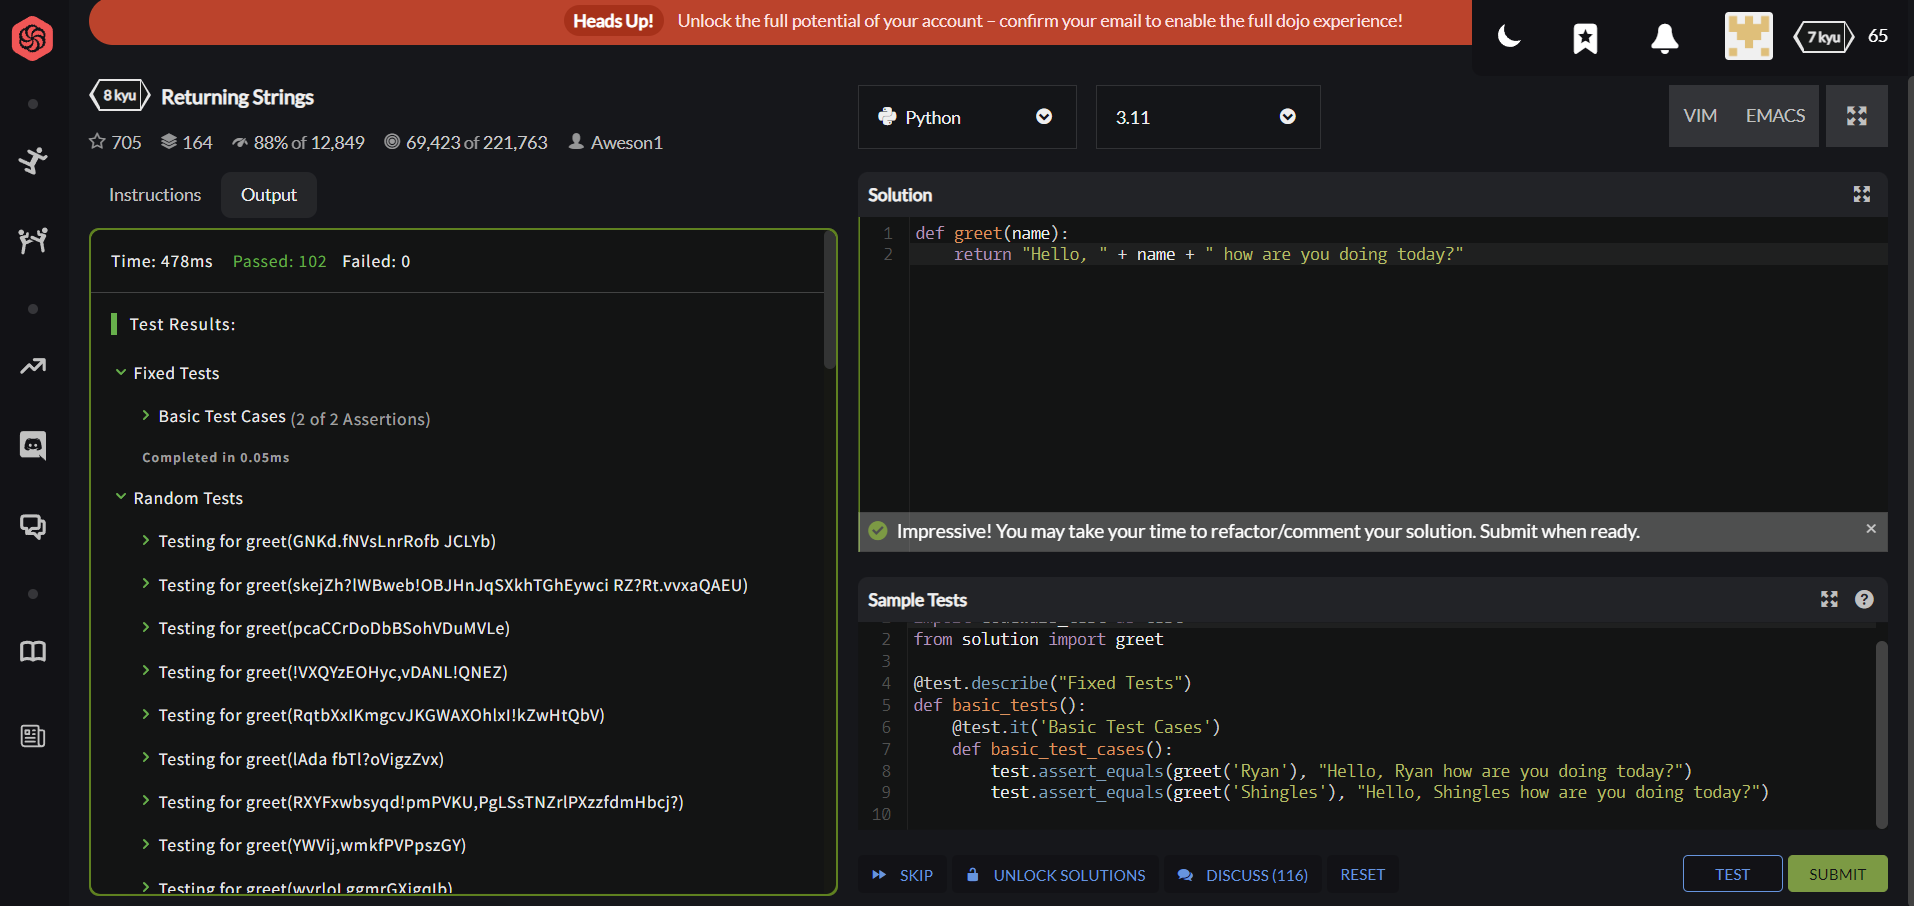 Heads Up! Unlock the full potential of your account – confirm your email to enable the full dojo experience!
7 kyu 65
8 kyu Returning Strings
705 164 88% of 12,849 69,423 of 221,763 Aweson1
Instructions Output
Time: 478ms Passed: 102 Failed: 0
Test Results:
Fixed Tests
Basic Test Cases (2 of 2 Assertions)
Completed in 0.05ms
Random Tests
Testing for greet(GNKd.fNVsLnrRofb JCLYb)
Testing for greet(skejZh?lWBweb!OBJHnJqSXkhTGhEywci RZ?Rt.vvxaQAEU)
Testing for greet(pcaCCrDoDbBSohVDuMVLe)
Testing for greet(!VXQYzEOHyc,vDANL!QNEZ)
Testing for greet(RqtbXxIKmgcvJKGWAXOhlxI!kZwHtQbV)
Testing for greet(lAda fbTl?oVigzZvx)
Testing for greet(RXYFxwbsyqd!pmPVKU,PgLSsTNZrlPXzzfdmHbcj?)
Testing for greet(YWVij,wmkfPVPpszGY)
Testing for
Python 3.11 VIM EMACS
Solution
1 def greet(name):
2 return "Hello, " + name + " how are you doing today?"
Impressive! You may take your time to refactor/comment your solution. Submit when ready.
Sample Tests
2 from solution import greet
3
4 @test.describe("Fixed Tests")
5 def basic_tests():
6 @test.it('Basic Test Cases')
7 def basic_test_cases():
8 test.assert_equals(greet('Ryan'), "Hello, Ryan how are you doing today?")
9 test.assert_equals(greet('Shingles'), "Hello, Shingles how are you doing today?")
10
SKIP UNLOCK SOLUTIONS DISCUSS (116) RESET TEST SUBMIT